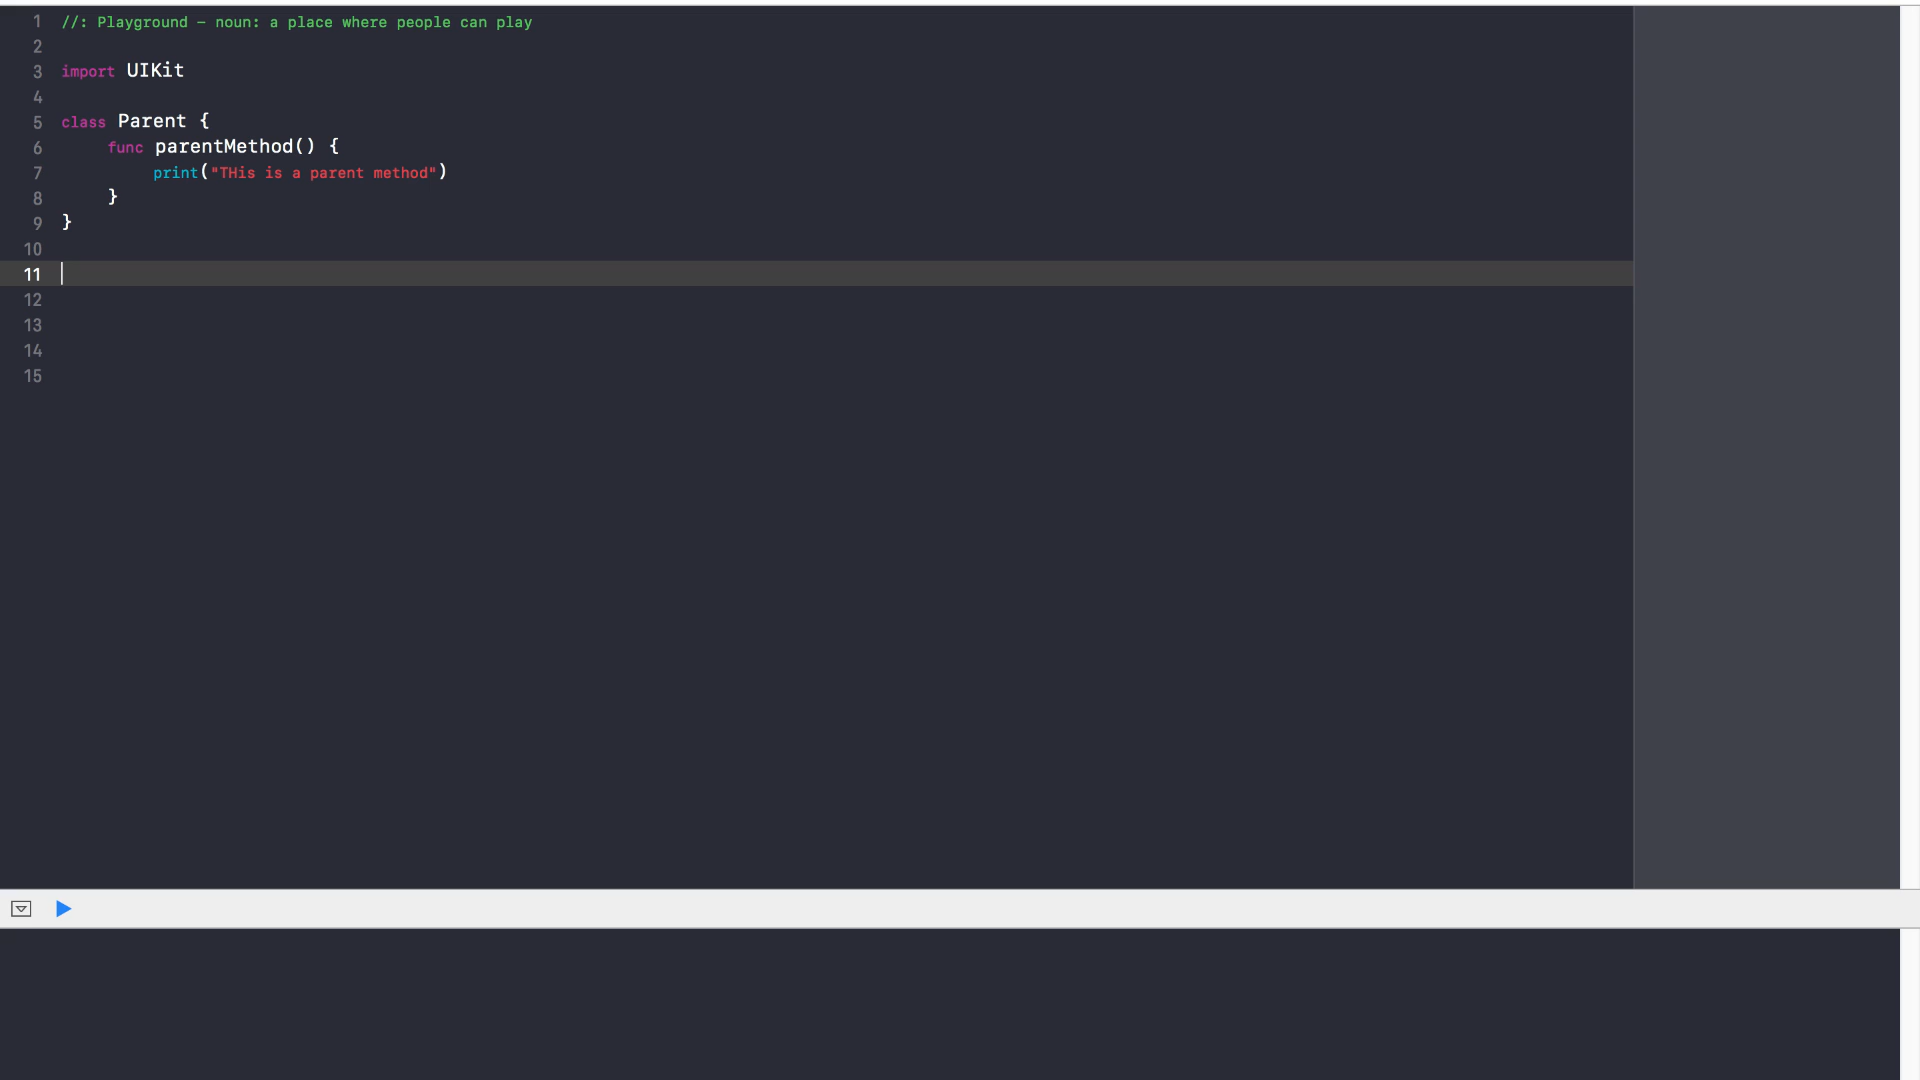 1 //: Playground – noun: a place where people can play
2
3 import UIKit
4
5 class Parent {
6 func parentMethod() {
7 print("THis is a parent method")
8 }
9 }
10
11
12
13
14
15